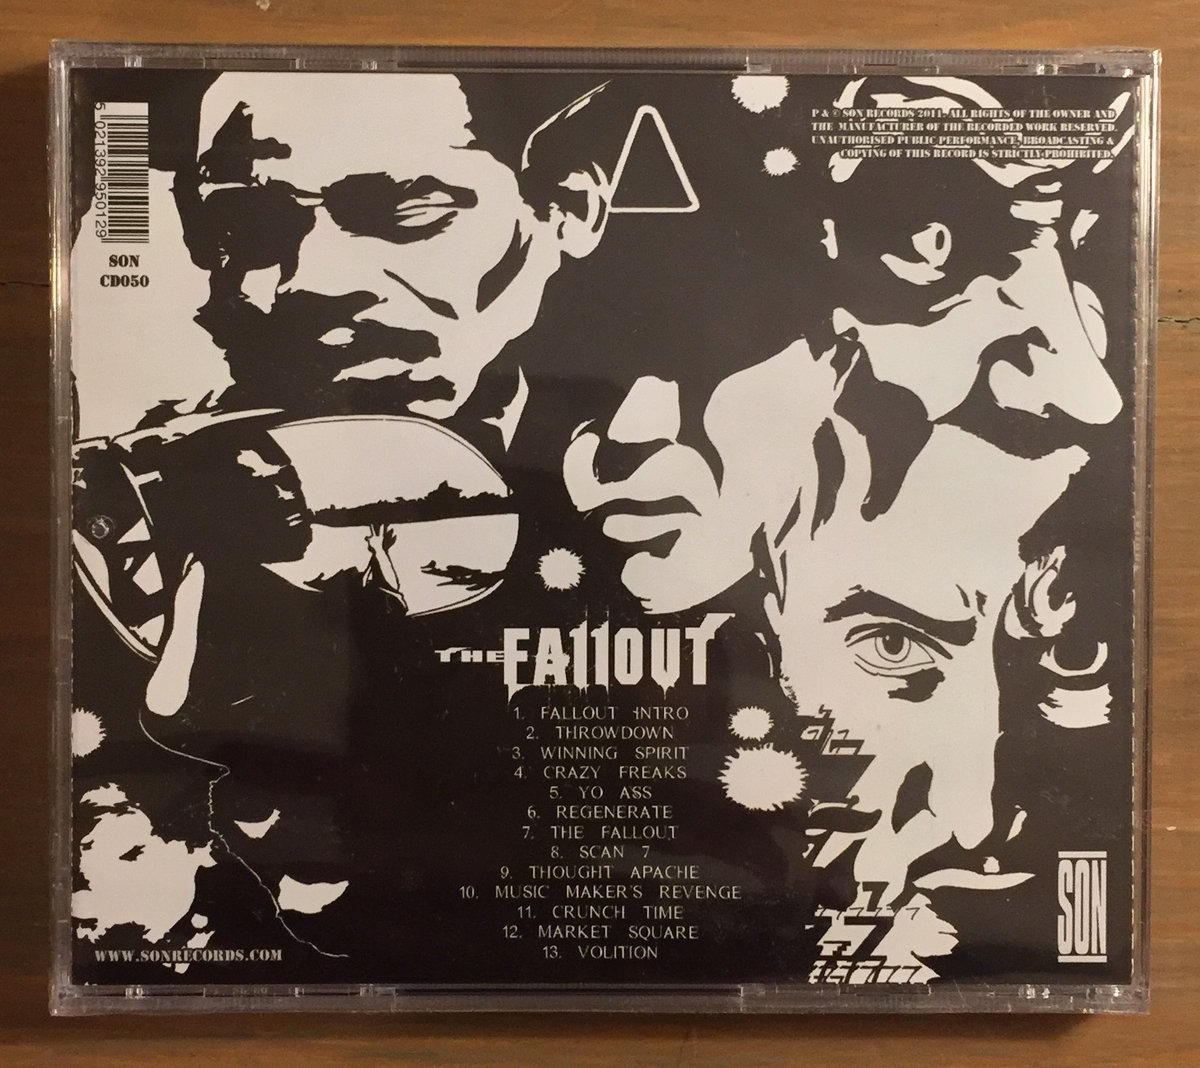 5 021392 950129
SON
CD050
P & © SON RECORDS 2011. ALL RIGHTS OF THE OWNER AND
THE MANUFACTURER OF THE RECORDED WORK RESERVED.
UNAUTHORISED PUBLIC PERFORMANCE, BROADCASTING &
COPYING OF THIS RECORD IS STRICTLY PROHIBITED.
THE FALLOUT
1. FALLOUT INTRO
2. THROWDOWN
3. WINNING SPIRIT
4. CRAZY FREAKS
5. YO ASS
6. REGENERATE
7. THE FALLOUT
8. SCAN 7
9. THOUGHT APACHE
10. MUSIC MAKER'S REVENGE
11. CRUNCH TIME
12. MARKET SQUARE
13. VOLITION
WWW.SONRECORDS.COM
SON